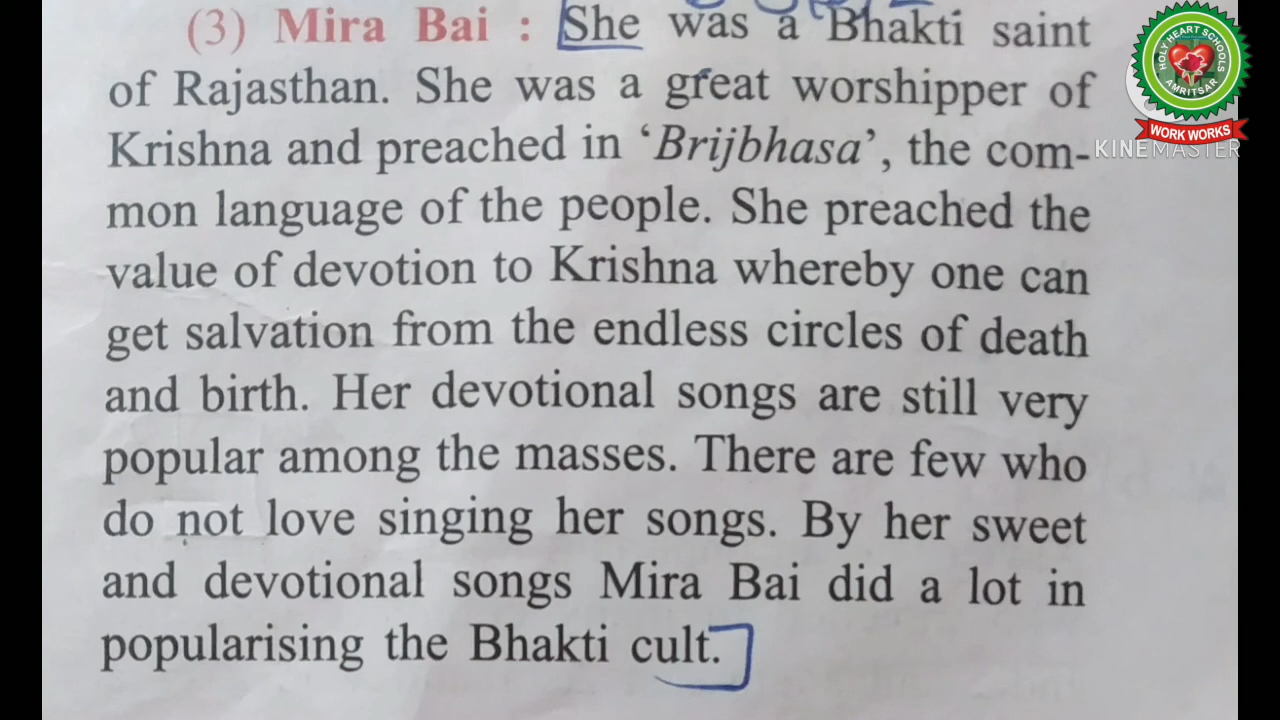 (3) Mira Bai : She was a Bhakti saint
of Rajasthan. She was a great worshipper of
Krishna and preached in ‘Brijbhasa’, the com-
mon language of the people. She preached the
value of devotion to Krishna whereby one can
get salvation from the endless circles of death
and birth. Her devotional songs are still very
popular among the masses. There are few who
do not love singing her songs. By her sweet
and devotional songs Mira Bai did a lot in
popularising the Bhakti cult.
HOLY HEART SCHOOLS
AMRITSAR
WORK WORKS
KINEMASTER